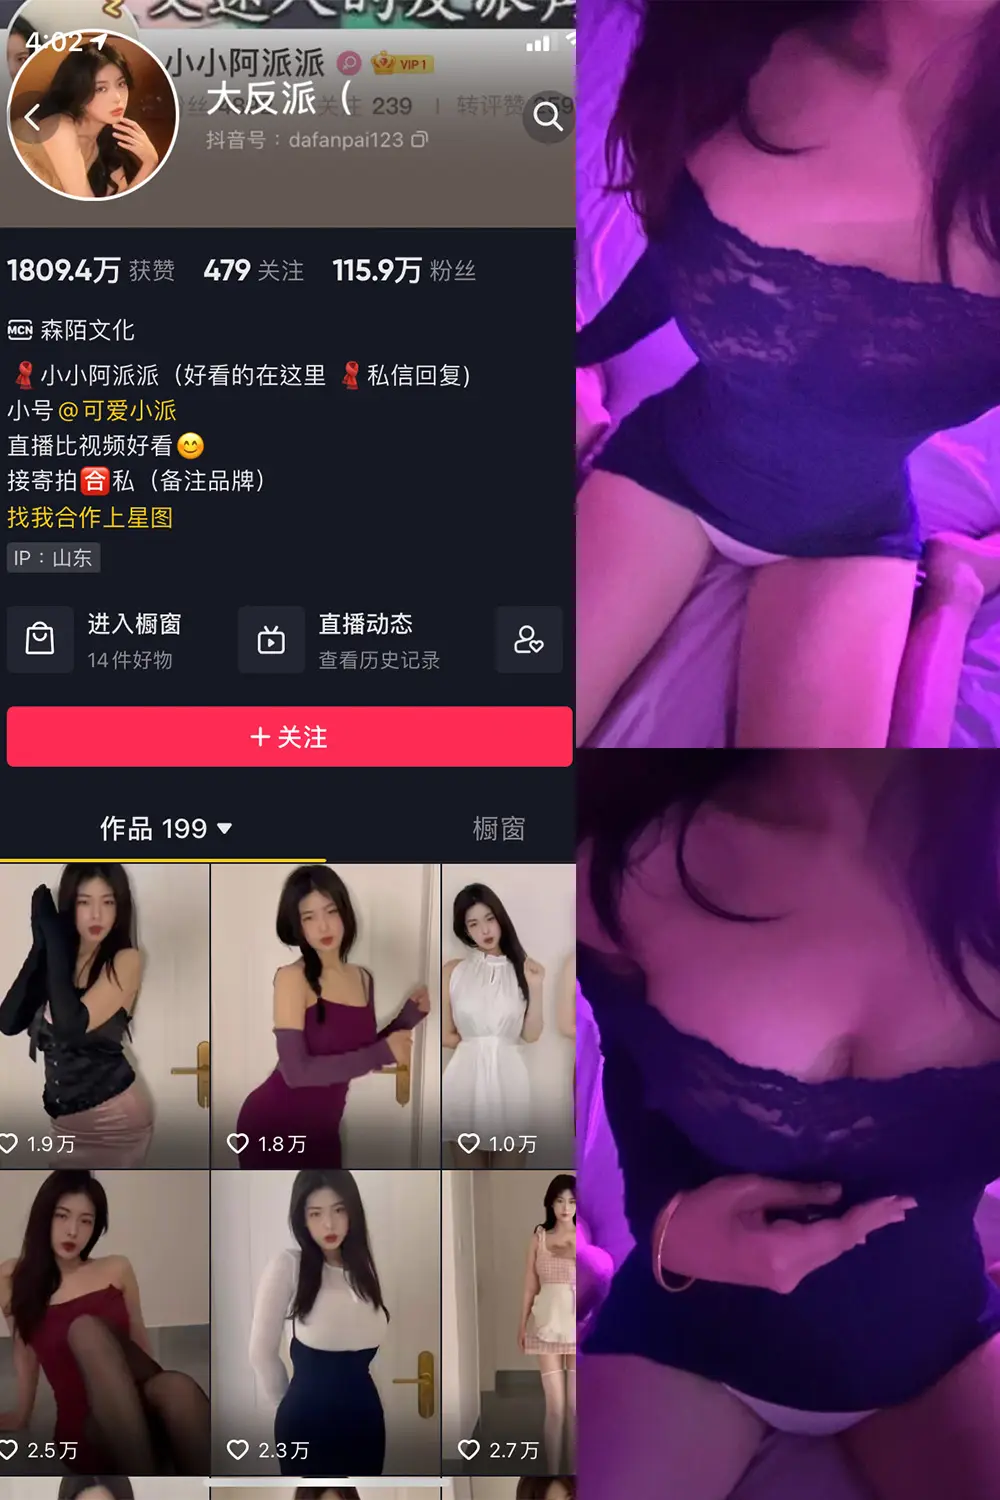 4:02
小小阿派派 VIP1
大反派（
关注 239 | 转评赞
抖音号：dafanpai123
1809.4万 获赞 479 关注 115.9万 粉丝
MCN 森陌文化
小小阿派派（好看的在这里 私信回复）
小号@可爱小派
直播比视频好看😊
接寄拍🈴私（备注品牌）
找我合作上星图
IP：山东
进入橱窗
14件好物
直播动态
查看历史记录
+ 关注
作品 199 ▼
橱窗
1.9万
1.8万
1.0万
2.5万
2.3万
2.7万